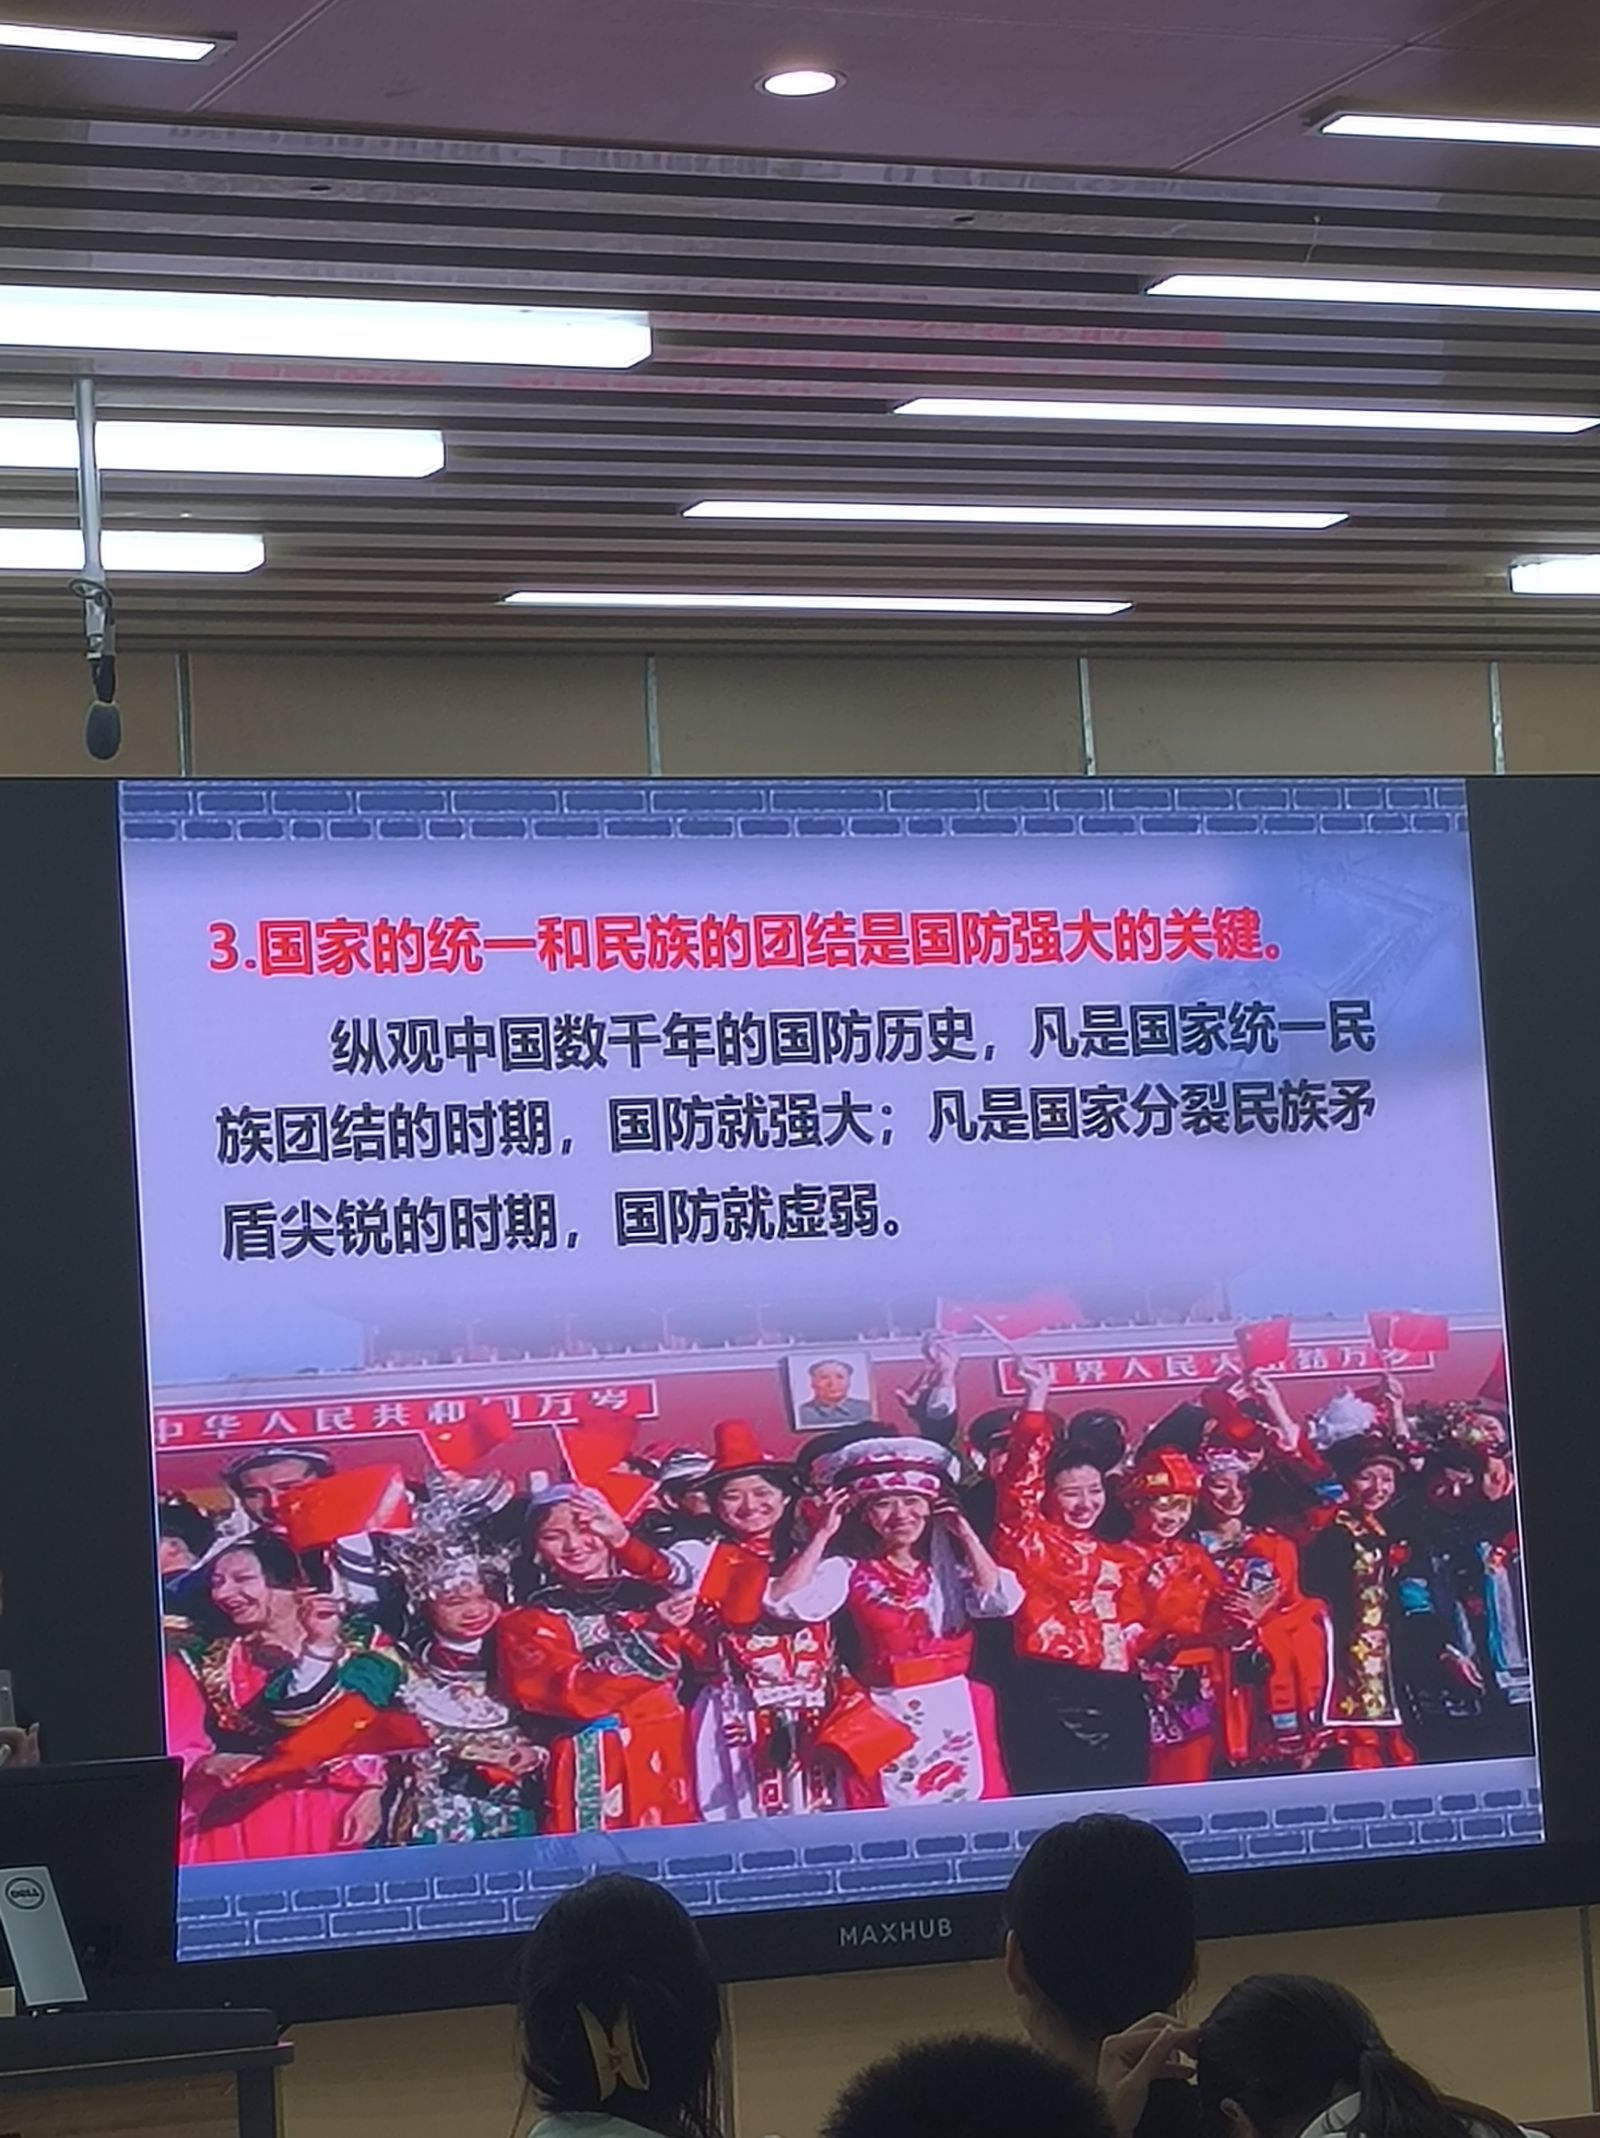 3.国家的统一和民族的团结是国防强大的关键。
纵观中国数千年的国防历史，凡是国家统一民
族团结的时期，国防就强大；凡是国家分裂民族矛
盾尖锐的时期，国防就虚弱。
中华人民共和国万岁
世界人民大团结万岁
MAXHUB
DELL